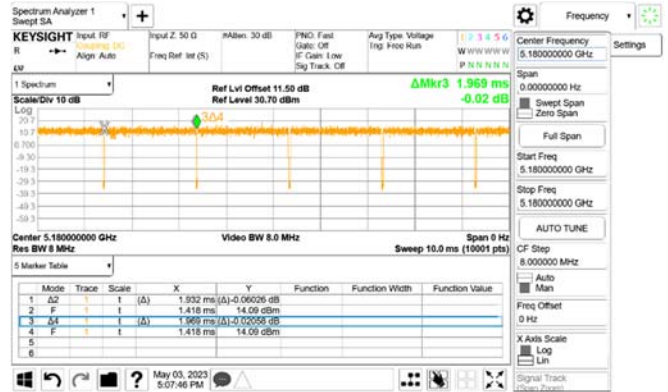 Spectrum Analyzer 1
Swept SA
Frequency
KEYSIGHT
Input: RF
Coupling: DC
Align: Auto
Input Z: 50 Ω
Freq Ref: Int (S)
#Atten: 30 dB
PNO: Fast
Gate: Off
IF Gain: Low
Sig Track: Off
Avg Type: Voltage
Trig: Free Run
1 2 3 4 5 6
W W W W W W
P N N N N N
R
Center Frequency
5.180000000 GHz
Settings
Span
0.00000000 Hz
Swept Span
Zero Span
Full Span
Start Freq
5.180000000 GHz
Stop Freq
5.180000000 GHz
AUTO TUNE
CF Step
8.000000 MHz
Auto
Man
Freq Offset
0 Hz
X Axis Scale
Log
Lin
Signal Track
(Span Zoom)
1 Spectrum
Scale/Div 10 dB
Ref Lvl Offset 11.50 dB
Ref Level 30.70 dBm
ΔMkr3 1.969 ms
-0.02 dB
Log
20.7
10.7
0.700
-9.30
-19.3
-29.3
-39.3
-49.3
-59.3
3Δ4
Center 5.180000000 GHz
Res BW 8 MHz
Video BW 8.0 MHz
Span 0 Hz
Sweep 10.0 ms (10001 pts)
5 Marker Table
Mode Trace Scale X Y Function Function Width Function Value
1 Δ2 1 t (Δ) 1.932 ms (Δ) -0.06026 dB
2 F 1 t 1.418 ms 14.09 dBm
3 Δ4 1 t (Δ) 1.969 ms (Δ) -0.02058 dB
4 F 1 t 1.418 ms 14.09 dBm
5
6
May 03, 2023
5:07:46 PM